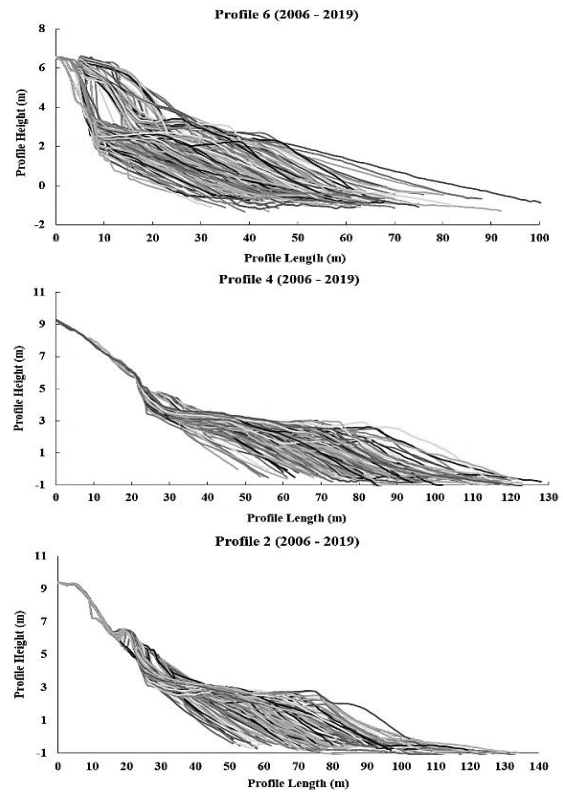 Profile 6 (2006 - 2019)
8
6
4
2
0
-2
Profile Height (m)
0 10 20 30 40 50 60 70 80 90 100
Profile Length (m)
Profile 4 (2006 - 2019)
11
9
7
5
3
1
-1
Profile Height (m)
0 10 20 30 40 50 60 70 80 90 100 110 120 130
Profile Length (m)
Profile 2 (2006 - 2019)
11
9
7
5
3
1
-1
Profile Height (m)
0 10 20 30 40 50 60 70 80 90 100 110 120 130 140
Profile Length (m)